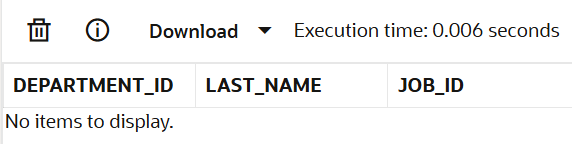 Download Execution time: 0.006 seconds
DEPARTMENT_ID LAST_NAME JOB_ID
No items to display.